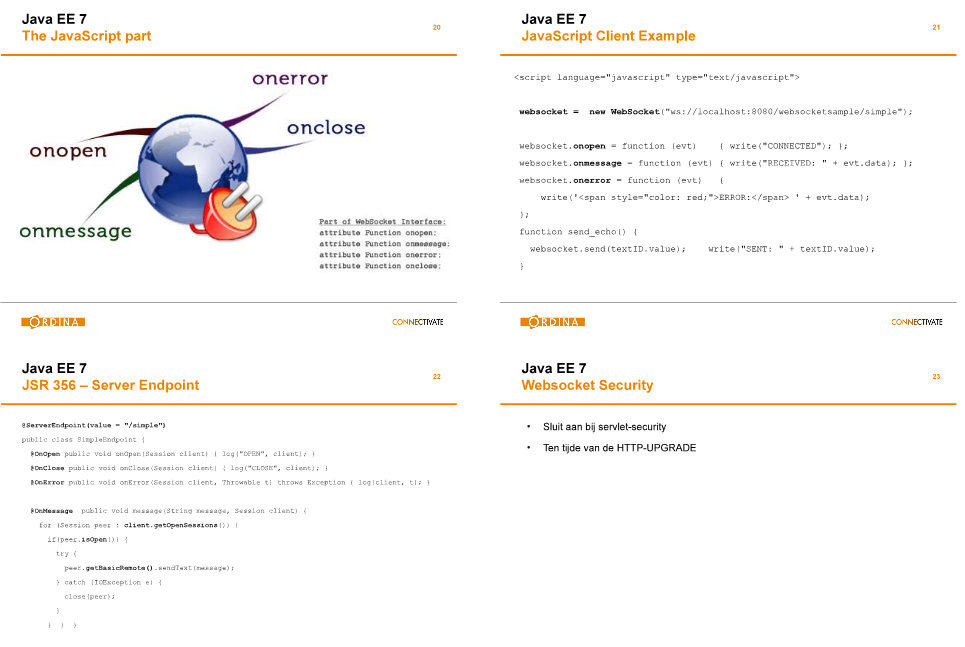 Java EE 7
The JavaScript part
20
onerror
onclose
onopen
onmessage
Part of WebSocket Interface:
attribute Function onopen;
attribute Function onmessage;
attribute Function onerror;
attribute Function onclose;
ORDINA
CONNECTIVATE
Java EE 7
JavaScript Client Example
21
<script language="javascript" type="text/javascript">
websocket = new WebSocket("ws://localhost:8080/websocketsample/simple");
websocket.onopen = function (evt) { write("CONNECTED"); };
websocket.onmessage = function (evt) { write("RECEIVED: " + evt.data); };
websocket.onerror = function (evt) {
write('<span style="color: red;">ERROR:</span> ' + evt.data);
};
function send_echo() {
websocket.send(textID.value); write("SENT: " + textID.value);
}
ORDINA
CONNECTIVATE
Java EE 7
JSR 356 – Server Endpoint
22
@ServerEndpoint(value = "/simple")
public class SimpleEndpoint {
@OnOpen public void onOpen(Session client) { log("OPEN", client); }
@OnClose public void onClose(Session client) { log("CLOSE", client); }
@OnError public void onError(Session client, Throwable t) throws Exception { log(client, t); }
@OnMessage public void message(String message, Session client) {
for (Session peer : client.getOpenSessions()) {
if(peer.isOpen()) {
try {
peer.getBasicRemote().sendText(message);
} catch (IOException e) {
close(peer);
}
} } }
Java EE 7
Websocket Security
23
• Sluit aan bij servlet-security
• Ten tijde van de HTTP-UPGRADE